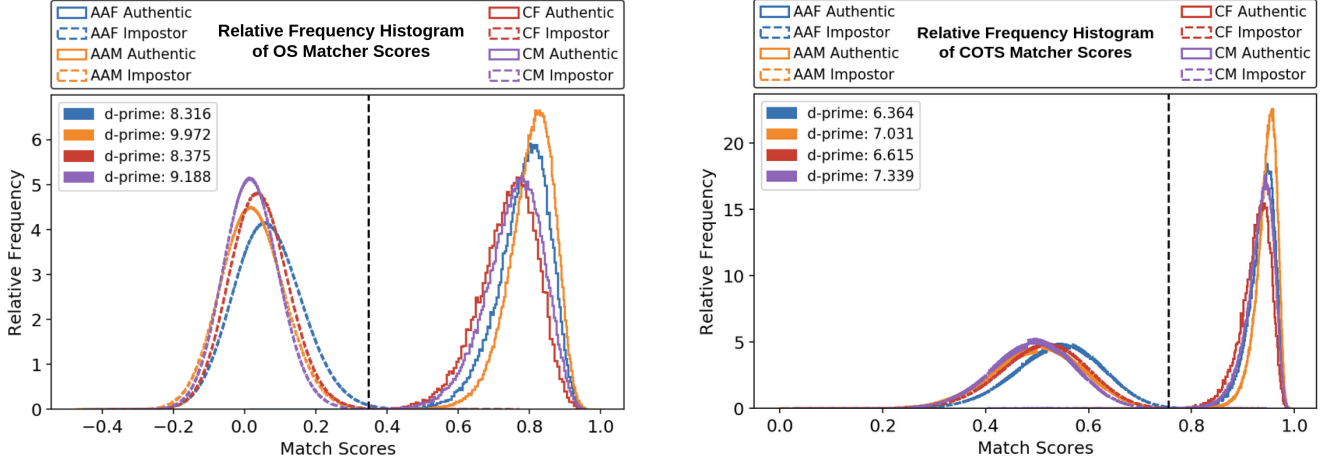 AAF Authentic
AAF Impostor
AAM Authentic
AAM Impostor
Relative Frequency Histogram
of OS Matcher Scores
CF Authentic
CF Impostor
CM Authentic
CM Impostor
d-prime: 8.316
d-prime: 9.972
d-prime: 8.375
d-prime: 9.188
Relative Frequency
6
5
4
3
2
1
0
−0.4 −0.2 0.0 0.2 0.4 0.6 0.8 1.0
Match Scores
AAF Authentic
AAF Impostor
AAM Authentic
AAM Impostor
Relative Frequency Histogram
of COTS Matcher Scores
CF Authentic
CF Impostor
CM Authentic
CM Impostor
d-prime: 6.364
d-prime: 7.031
d-prime: 6.615
d-prime: 7.339
Relative Frequency
20
15
10
5
0
0.0 0.2 0.4 0.6 0.8 1.0
Match Scores